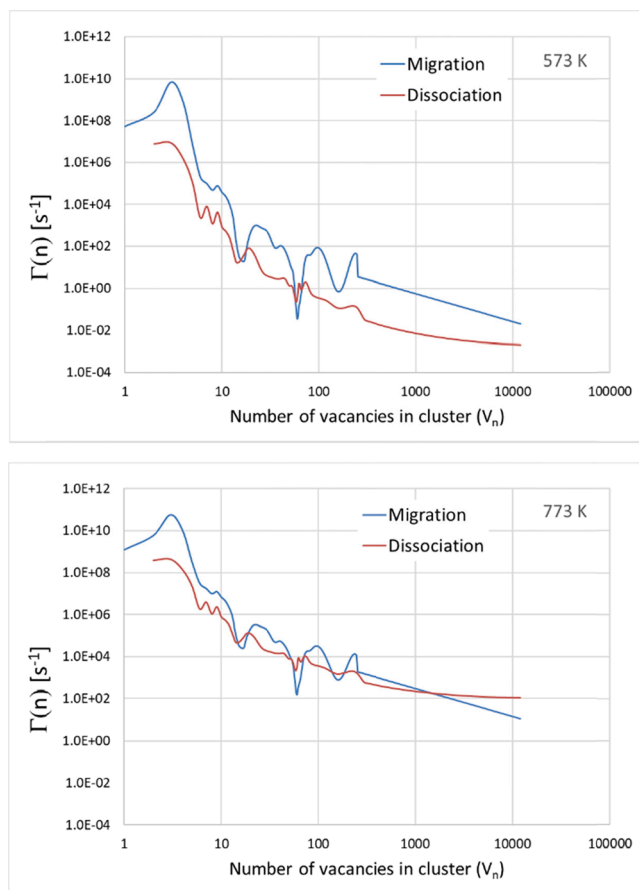 573 K
Migration
Dissociation
1.0E+12
1.0E+10
1.0E+08
1.0E+06
1.0E+04
1.0E+02
1.0E+00
1.0E-02
1.0E-04
Γ(n) [s⁻¹]
1 10 100 1000 10000 100000
Number of vacancies in cluster (Vₙ)
773 K
Migration
Dissociation
1.0E+12
1.0E+10
1.0E+08
1.0E+06
1.0E+04
1.0E+02
1.0E+00
1.0E-02
1.0E-04
Γ(n) [s⁻¹]
1 10 100 1000 10000 100000
Number of vacancies in cluster (Vₙ)